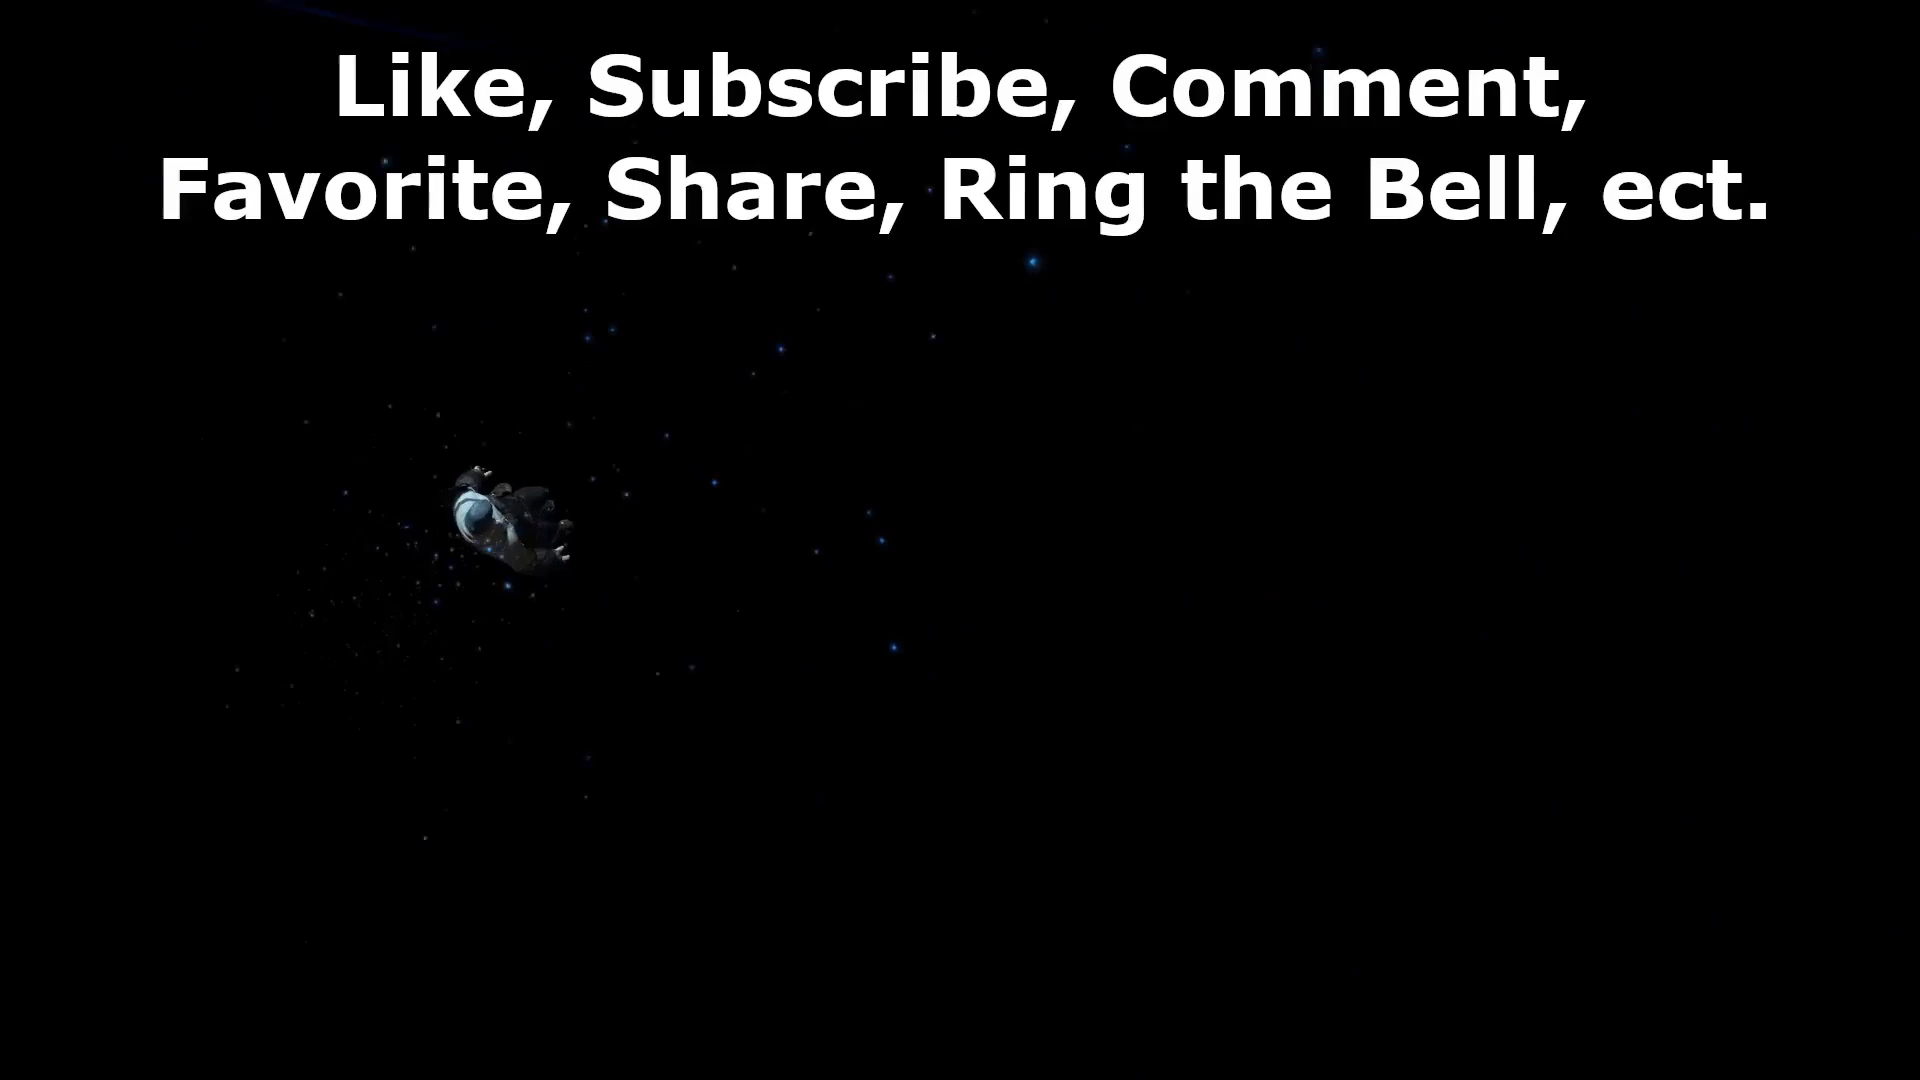 Like, Subscribe, Comment,
Favorite, Share, Ring the Bell, ect.